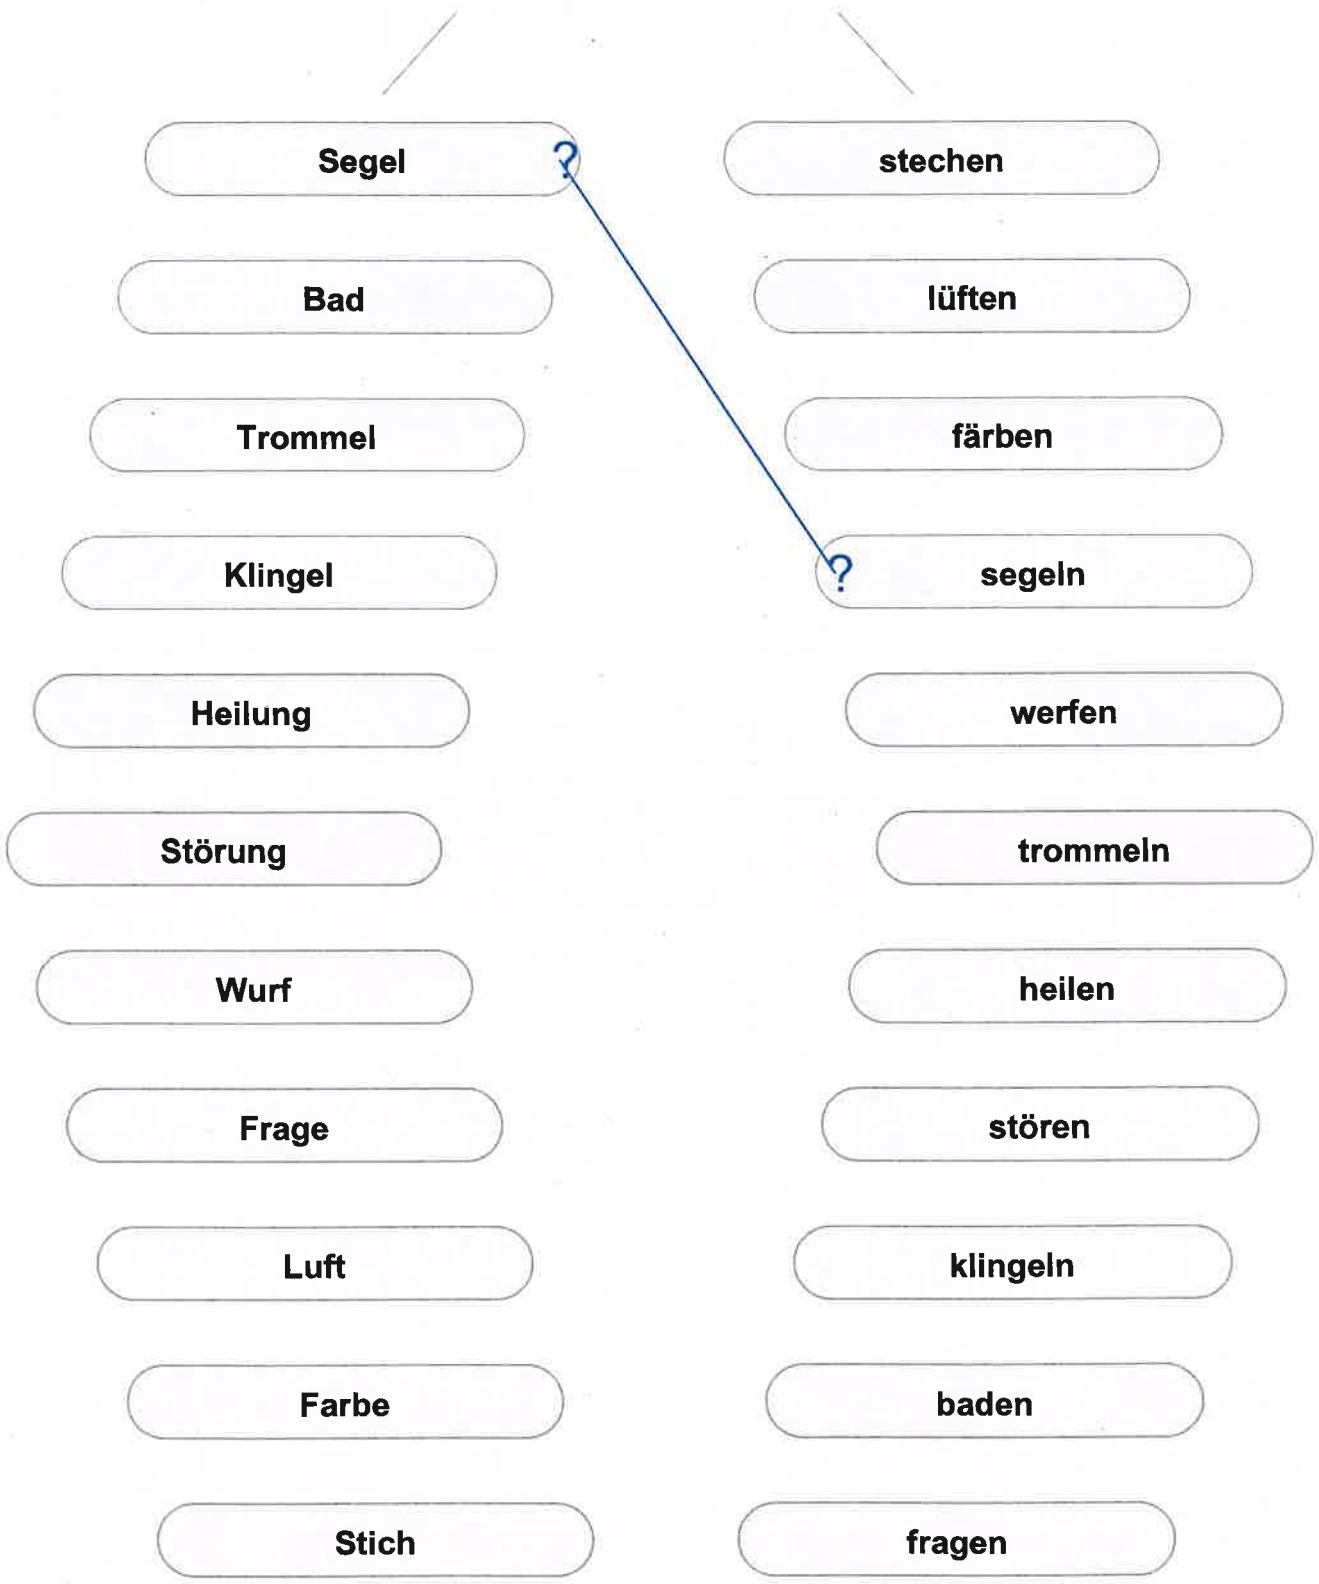 Segel ? stechen
Bad lüften
Trommel färben
Klingel ? segeln
Heilung werfen
Störung trommeln
Wurf heilen
Frage stören
Luft klingeln
Farbe baden
Stich fragen